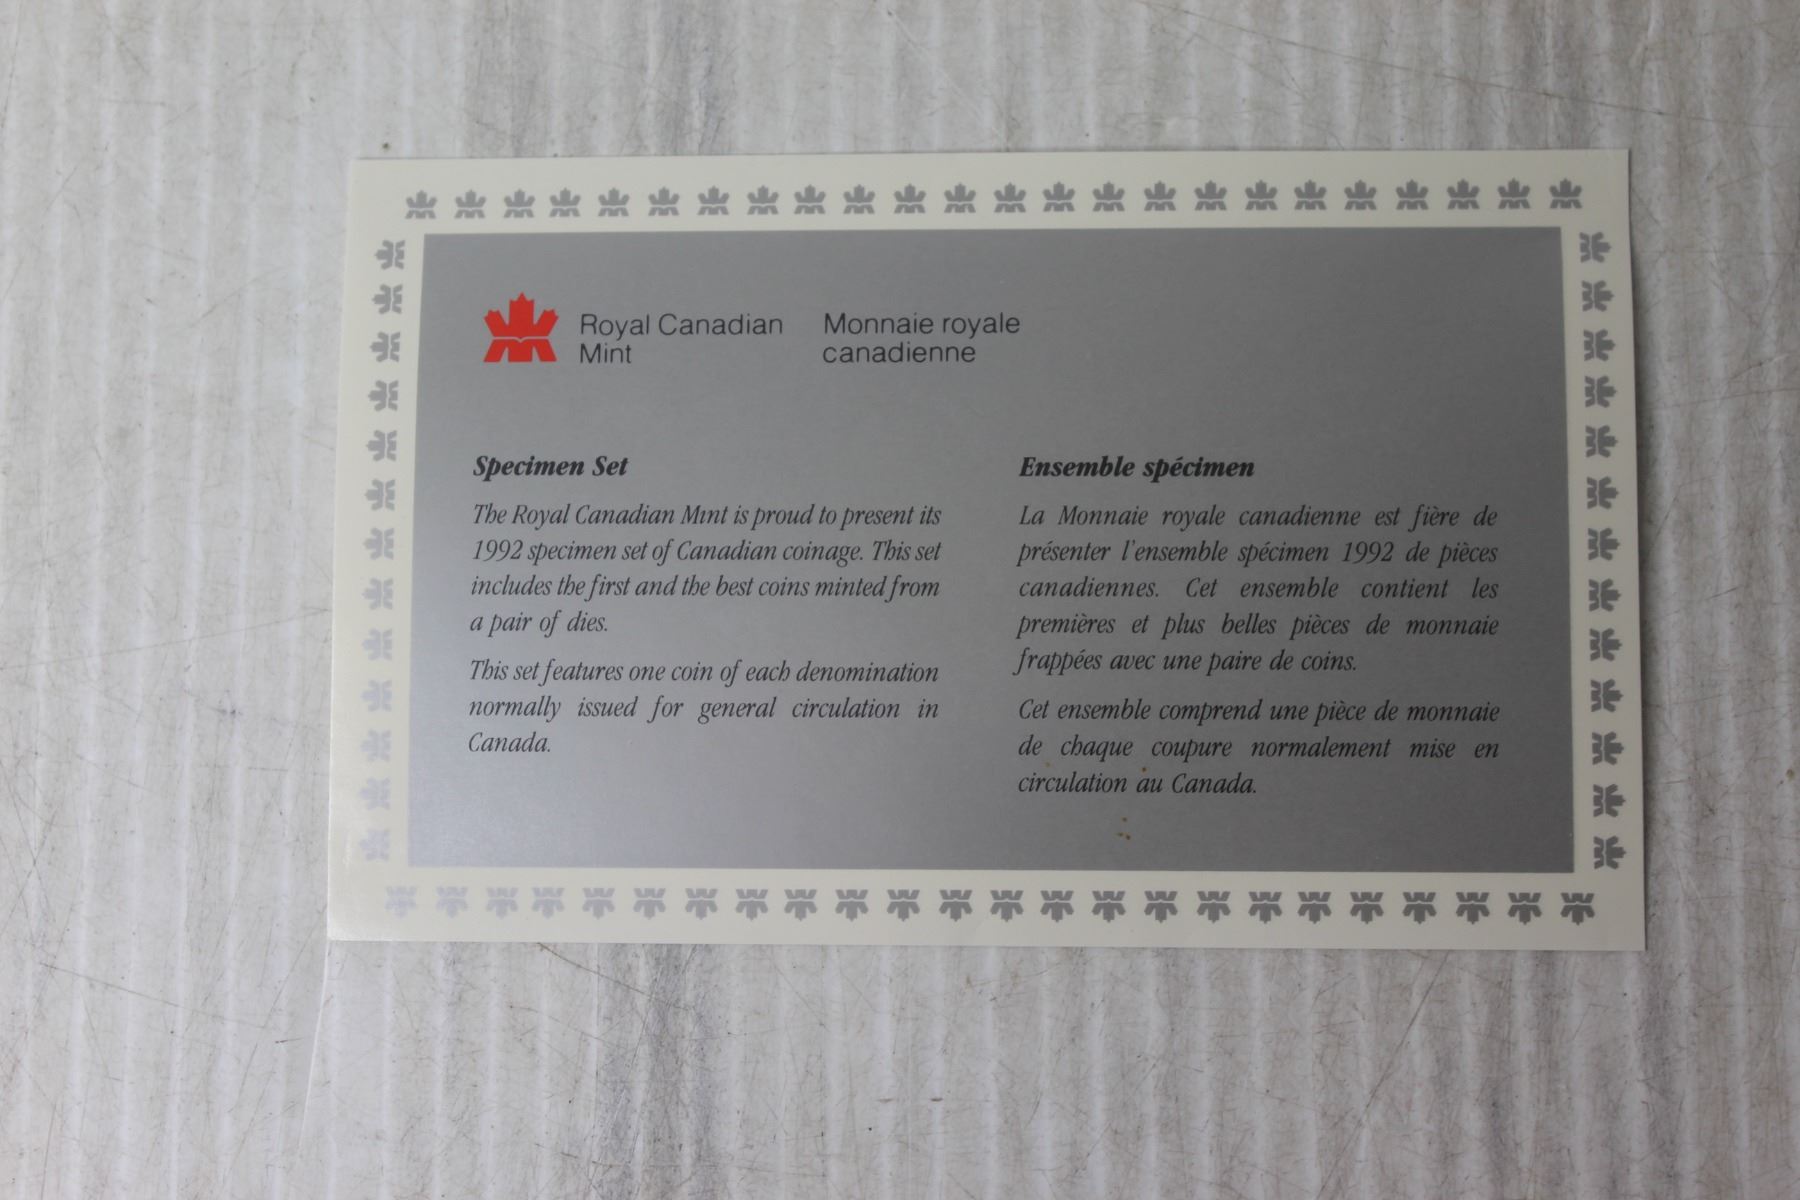 Royal Canadian
Mint
Monnaie royale
canadienne
Specimen Set
The Royal Canadian Mint is proud to present its
1992 specimen set of Canadian coinage. This set
includes the first and the best coins minted from
a pair of dies.
This set features one coin of each denomination
normally issued for general circulation in
Canada.
Ensemble spécimen
La Monnaie royale canadienne est fière de
présenter l'ensemble spécimen 1992 de pièces
canadiennes. Cet ensemble contient les
premières et plus belles pièces de monnaie
frappées avec une paire de coins.
Cet ensemble comprend une pièce de monnaie
de chaque coupure normalement mise en
circulation au Canada.